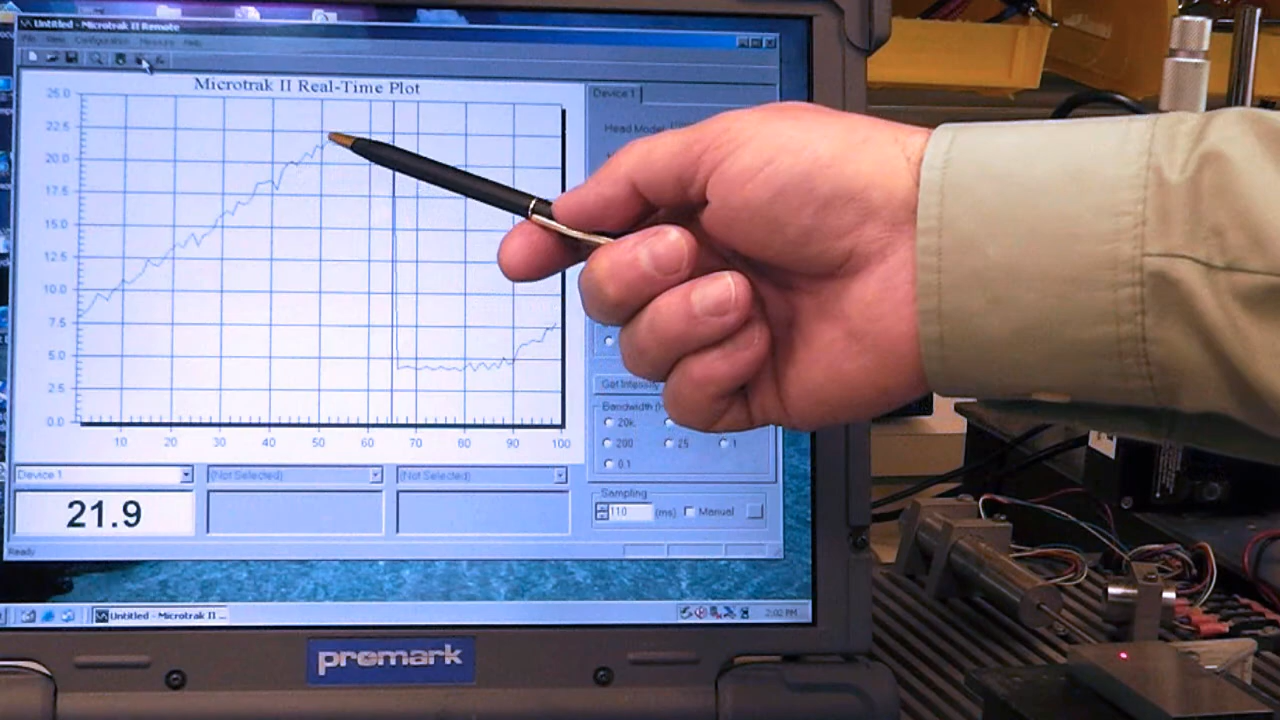 Untitled - Microtrak II Remote
File View Configuration Measure Help
Microtrak II Real-Time Plot
25.0
22.5
20.0
17.5
15.0
12.5
10.0
7.5
5.0
2.5
0.0
10 20 30 40 50 60 70 80 90 100
Device 1
Head Model:
Get Intensity
Bandwidth
20k
200 25 1
0.1
Sampling
110 (ms) Manual
Device 1 (Not Selected) (Not Selected)
21.9
Ready
Untitled - Microtrak II ...
2:02 PM
promark